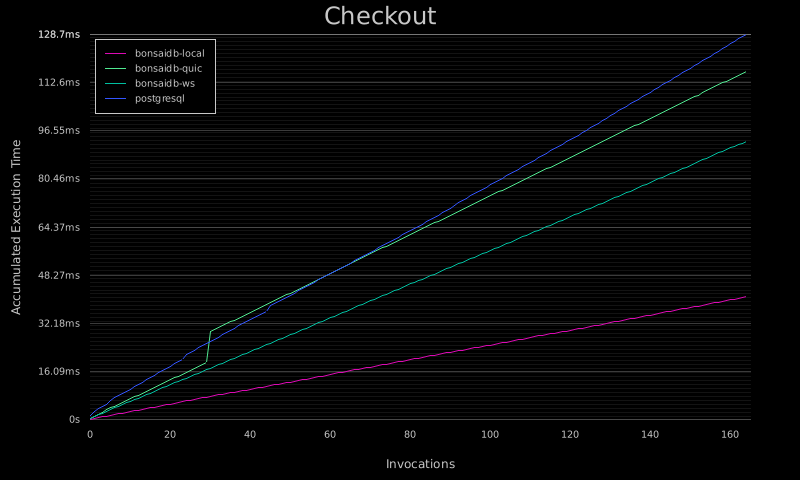 Checkout
128.7ms
112.6ms
96.55ms
80.46ms
64.37ms
48.27ms
32.18ms
16.09ms
0s
Accumulated Execution Time
bonsaidb-local
bonsaidb-quic
bonsaidb-ws
postgresql
0 20 40 60 80 100 120 140 160
Invocations